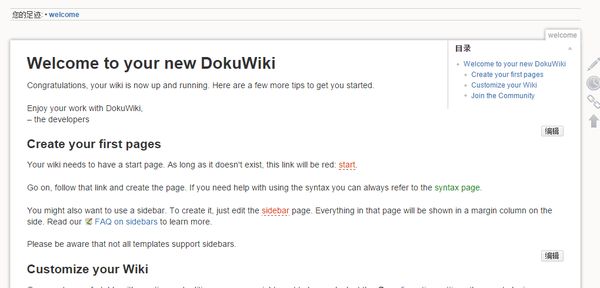 您的足迹: • welcome
welcome
目录
Welcome to your new DokuWiki
Create your first pages
Customize your Wiki
Join the Community
Welcome to your new DokuWiki
Congratulations, your wiki is now up and running. Here are a few more tips to get you started.
Enjoy your work with DokuWiki,
– the developers
编辑
Create your first pages
Your wiki needs to have a start page. As long as it doesn't exist, this link will be red: start.
Go on, follow that link and create the page. If you need help with using the syntax you can always refer to the syntax page.
You might also want to use a sidebar. To create it, just edit the sidebar page. Everything in that page will be shown in a margin column on the
side. Read our FAQ on sidebars to learn more.
Please be aware that not all templates support sidebars.
编辑
Customize your Wiki